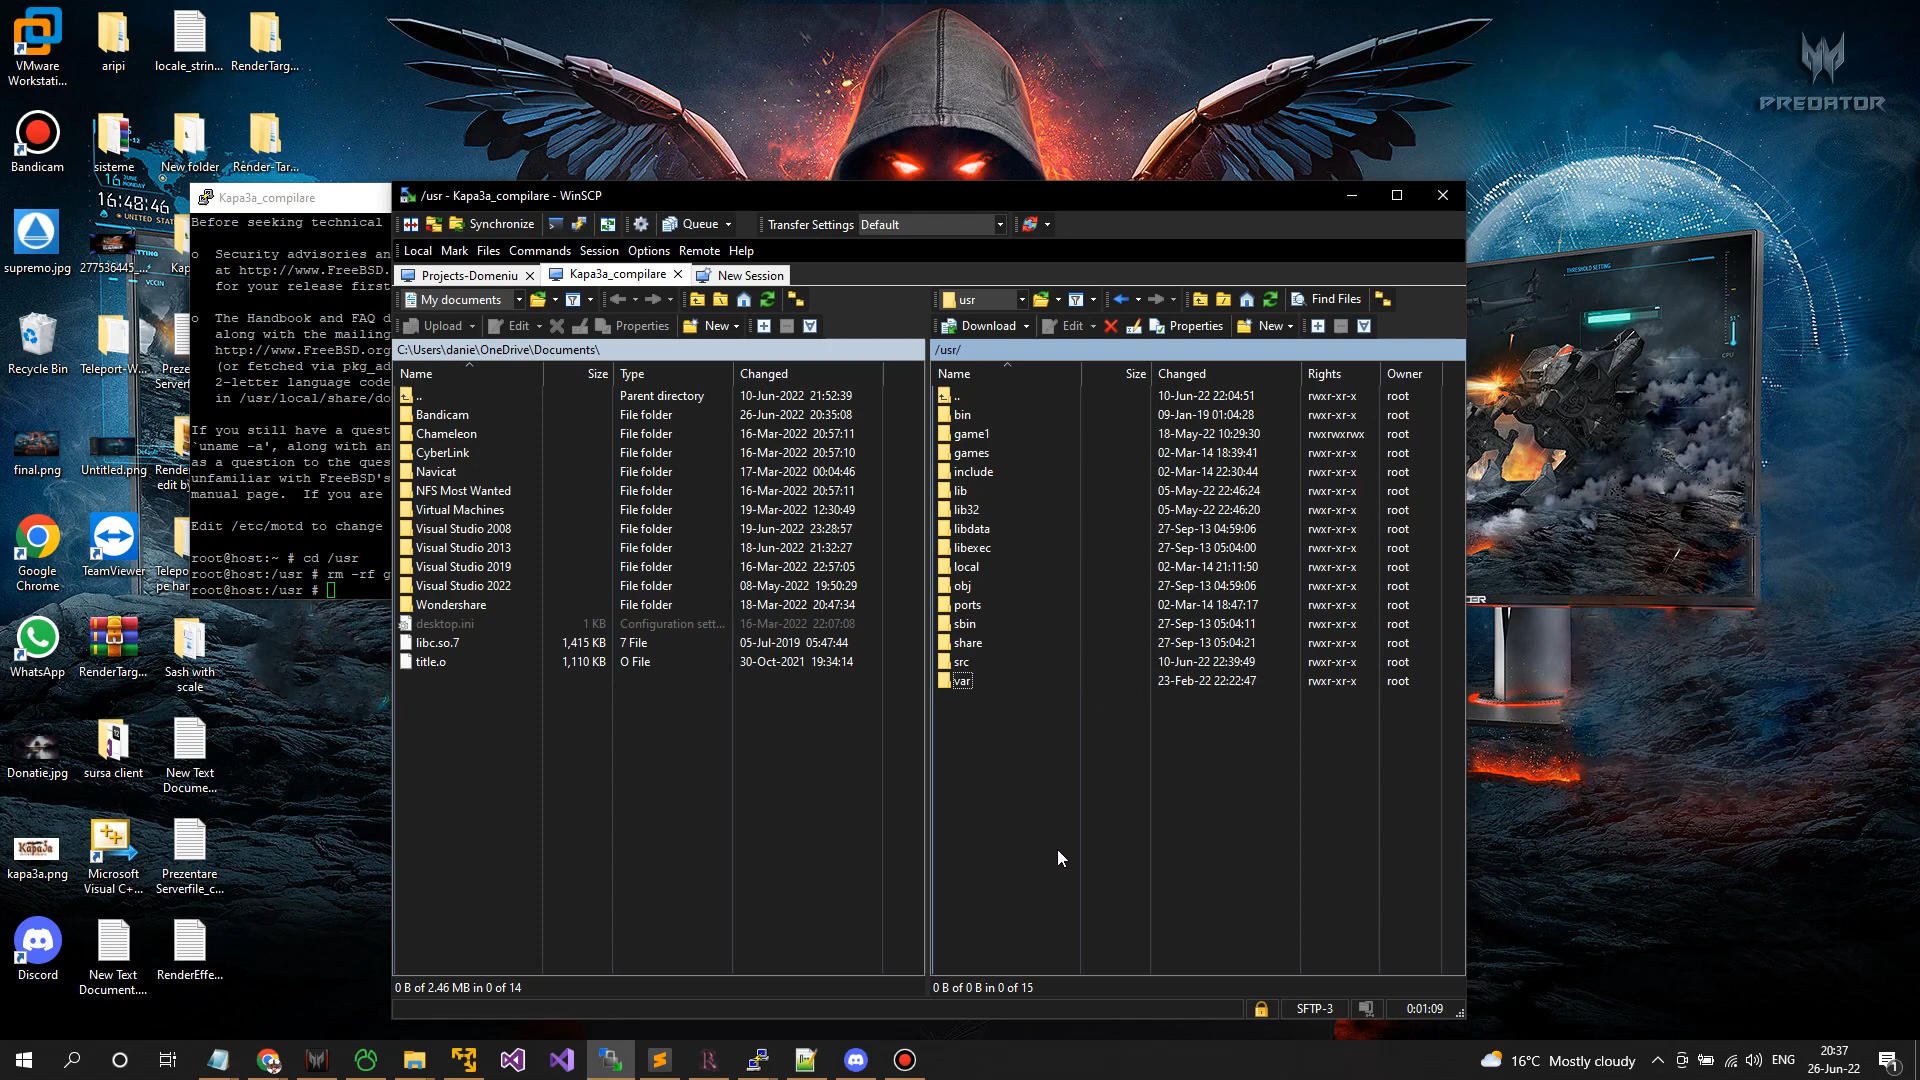 VMware
Workstati...
aripi
locale_strin...
RenderTarg...
PREDATOR
Bandicam
sisteme
New folder
Render-Tar...
16 JUNE
MONDAY
16:48:46
UNITED STAT
supremo.jpg
277536445_...
Kap
Recycle Bin
Teleport-W...
Preze
Serverfil
final.png
Untitled.png
Rende
edit by
Google
Chrome
TeamViewer
Telepo
pe har
WhatsApp
RenderTarg...
Sash with
scale
Donatie.jpg
sursa client
New Text
Docume...
kapa3a.png
Microsoft
Visual C+...
Prezentare
Serverfile_c...
Discord
New Text
Document....
RenderEffe...
Kapa3a_compilare
Before seeking technical
o Security advisories an
at http://www.FreeBSD.
for your release first
o The Handbook and FAQ d
along with the mailing
http://www.FreeBSD.org
(or fetched via pkg_ad
2-letter language code
in /usr/local/share/do
If you still have a quest
`uname -a', along with an
as a question to the ques
unfamiliar with FreeBSD's
manual page. If you are
Edit /etc/motd to change
root@host:~ # cd /usr
root@host:/usr # rm -rf g
root@host:/usr #
/usr - Kapa3a_compilare - WinSCP
Synchronize
Queue
Transfer Settings
Default
Local Mark Files Commands Session Options Remote Help
Projects-Domeniu
Kapa3a_compilare
New Session
My documents
usr
Find Files
Upload
Edit
Properties
New
Download
Edit
Properties
New
C:\Users\danie\OneDrive\Documents\
/usr/
Name Size Type Changed
.. Parent directory 10-Jun-2022 21:52:39
Bandicam File folder 26-Jun-2022 20:35:08
Chameleon File folder 16-Mar-2022 20:57:11
CyberLink File folder 16-Mar-2022 20:57:10
Navicat File folder 17-Mar-2022 00:04:46
NFS Most Wanted File folder 16-Mar-2022 20:57:11
Virtual Machines File folder 19-Mar-2022 12:30:49
Visual Studio 2008 File folder 19-Jun-2022 23:28:57
Visual Studio 2013 File folder 18-Jun-2022 21:32:27
Visual Studio 2019 File folder 16-Mar-2022 22:57:05
Visual Studio 2022 File folder 08-May-2022 19:50:29
Wondershare File folder 18-Mar-2022 20:47:34
desktop.ini 1 KB Configuration sett... 16-Mar-2022 22:07:08
libc.so.7 1,415 KB 7 File 05-Jul-2019 05:47:44
title.o 1,110 KB O File 30-Oct-2021 19:34:14
Name Size Changed Rights Owner
.. 10-Jun-22 22:04:51 rwxr-xr-x root
bin 09-Jan-19 01:04:28 rwxr-xr-x root
game1 18-May-22 10:29:30 rwxrwxrwx root
games 02-Mar-14 18:39:41 rwxr-xr-x root
include 02-Mar-14 22:30:44 rwxr-xr-x root
lib 05-May-22 22:46:24 rwxr-xr-x root
lib32 05-May-22 22:46:20 rwxr-xr-x root
libdata 27-Sep-13 04:59:06 rwxr-xr-x root
libexec 27-Sep-13 05:04:00 rwxr-xr-x root
local 02-Mar-14 21:11:50 rwxr-xr-x root
obj 27-Sep-13 04:59:06 rwxr-xr-x root
ports 02-Mar-14 18:47:17 rwxr-xr-x root
sbin 27-Sep-13 05:04:11 rwxr-xr-x root
share 27-Sep-13 05:04:21 rwxr-xr-x root
src 10-Jun-22 22:39:49 rwxr-xr-x root
var 23-Feb-22 22:22:47 rwxr-xr-x root
0 B of 2.46 MB in 0 of 14
0 B of 0 B in 0 of 15
SFTP-3
0:01:09
THRESHOLD SETTING
CPU
16°C Mostly cloudy
ENG
20:37
26-Jun-22
1